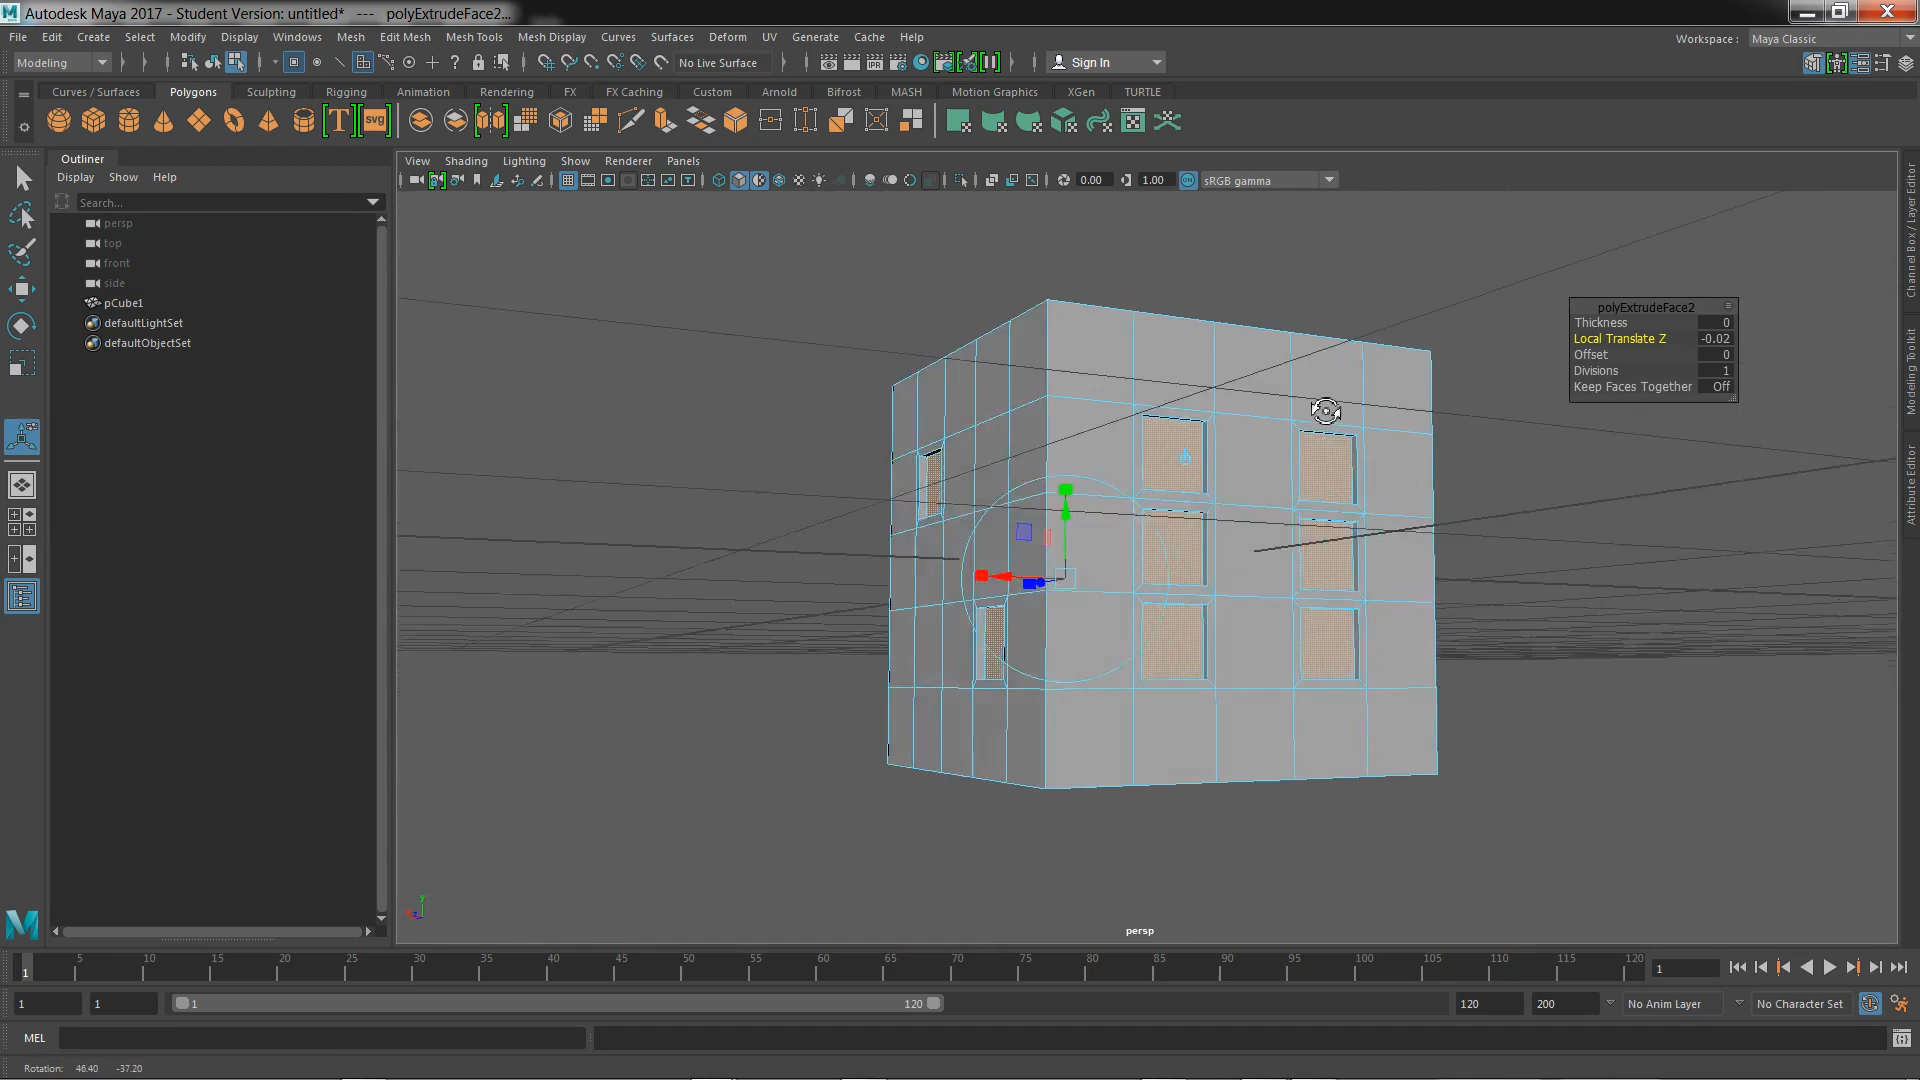 Autodesk Maya 2017 - Student Version: untitled*   ---   polyExtrudeFace2...
File Edit Create Select Modify Display Windows Mesh Edit Mesh Mesh Tools Mesh Display Curves Surfaces Deform UV Generate Cache Help
Workspace : Maya Classic
Modeling
No Live Surface
IPR
Sign In
Curves / Surfaces Polygons Sculpting Rigging Animation Rendering FX FX Caching Custom Arnold Bifrost MASH Motion Graphics XGen TURTLE
T
svg
Outliner
Display Show Help
Search...
persp
top
front
side
pCube1
defaultLightSet
defaultObjectSet
View Shading Lighting Show Renderer Panels
0.00
1.00
ON
sRGB gamma
polyExtrudeFace2
Thickness 0
Local Translate Z -0.02
Offset 0
Divisions 1
Keep Faces Together Off
Channel Box / Layer Editor
Modeling Toolkit
Attribute Editor
y
z
persp
1
5 10 15 20 25 30 35 40 45 50 55 60 65 70 75 80 85 90 95 100 105 110 115 120
1
1
1
1
120
120
200
No Anim Layer
No Character Set
MEL
Rotation: 46.40 -37.20